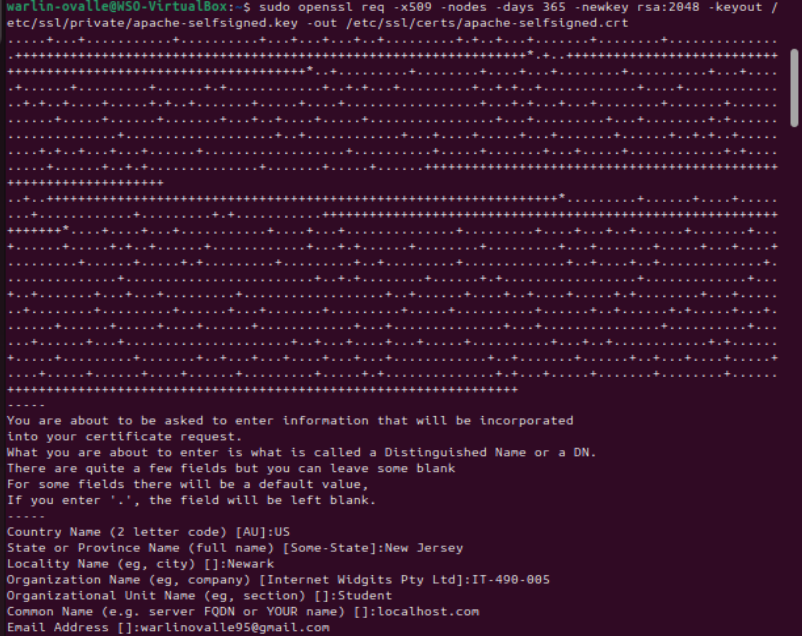 warlin-ovalle@WSO-VirtualBox:~$ sudo openssl req -x509 -nodes -days 365 -newkey rsa:2048 -keyout /
etc/ssl/private/apache-selfsigned.key -out /etc/ssl/certs/apache-selfsigned.crt
-----
You are about to be asked to enter information that will be incorporated
into your certificate request.
What you are about to enter is what is called a Distinguished Name or a DN.
There are quite a few fields but you can leave some blank
For some fields there will be a default value,
If you enter '.', the field will be left blank.
-----
Country Name (2 letter code) [AU]:US
State or Province Name (full name) [Some-State]:New Jersey
Locality Name (eg, city) []:Newark
Organization Name (eg, company) [Internet Widgits Pty Ltd]:IT-490-005
Organizational Unit Name (eg, section) []:Student
Common Name (e.g. server FQDN or YOUR name) []:localhost.com
Email Address []:warlinovalle95@gmail.com